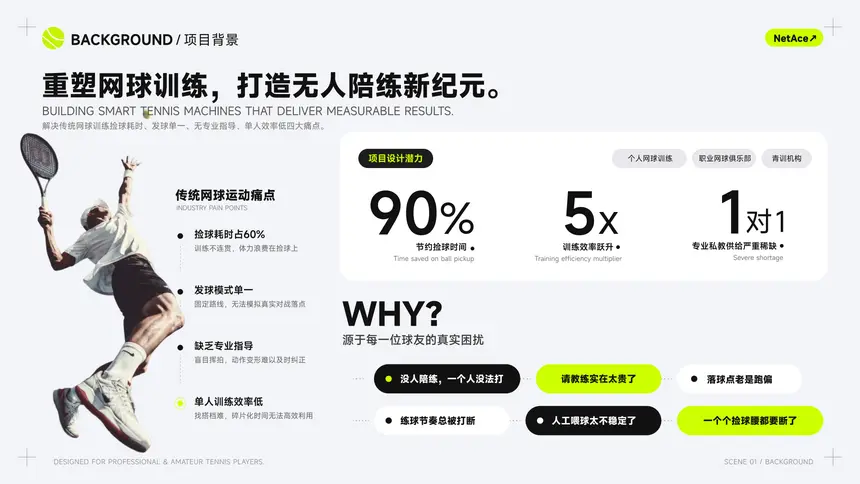 BACKGROUND / 项目背景
NetAce↗
重塑网球训练，打造无人陪练新纪元。
BUILDING SMART TENNIS MACHINES THAT DELIVER MEASURABLE RESULTS.
解决传统网球训练捡球耗时、发球单一、无专业指导、单人效率低四大痛点。
传统网球运动痛点
INDUSTRY PAIN POINTS
捡球耗时占60%
训练不连贯，体力浪费在捡球上
发球模式单一
固定路线，无法模拟真实对战落点
缺乏专业指导
盲目挥拍，动作变形难以及时纠正
单人训练效率低
找搭档难，碎片化时间无法高效利用
项目设计潜力
个人网球训练
职业网球俱乐部
青训机构
90%
节约捡球时间
Time saved on ball pickup
5X
训练效率跃升
Training efficiency multiplier
1对1
专业私教供给严重稀缺
Severe shortage
WHY?
源于每一位球友的真实困扰
没人陪练，一个人没法打
请教练实在太贵了
落球点老是跑偏
练球节奏总被打断
人工喂球太不稳定了
一个个捡球腰都要断了
DESIGNED FOR PROFESSIONAL & AMATEUR TENNIS PLAYERS.
SCENE 01 / BACKGROUND